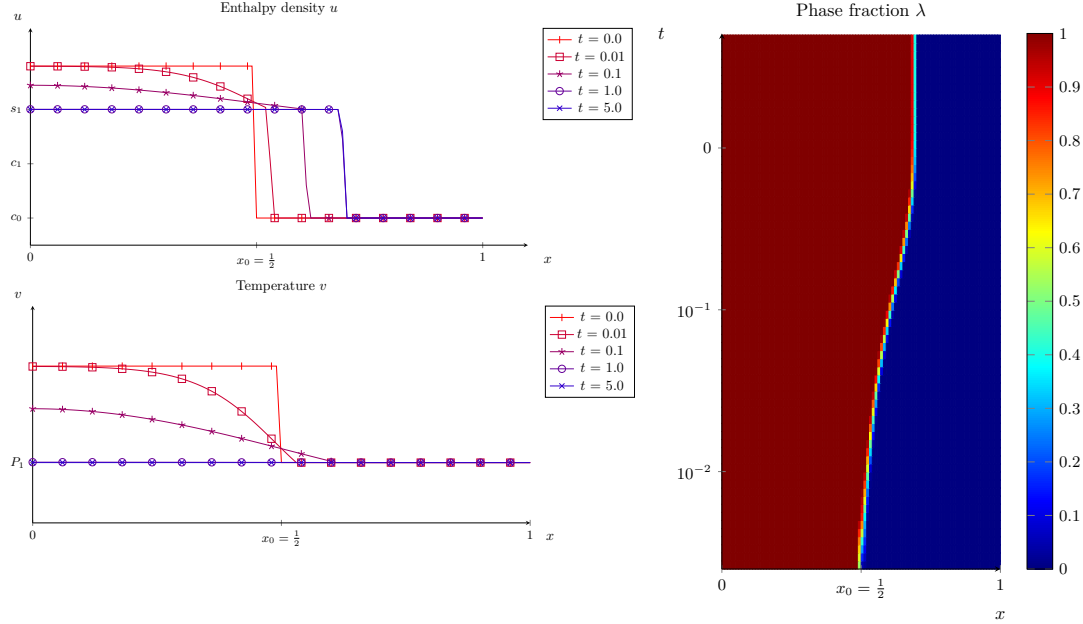 Enthalpy density u
u
s₁
c₁
c₀
0
x₀ = ½
1
x
t = 0.0
t = 0.01
t = 0.1
t = 1.0
t = 5.0
Temperature v
v
P₁
0
x₀ = ½
1
x
t = 0.0
t = 0.01
t = 0.1
t = 1.0
t = 5.0
Phase fraction λ
t
0
10⁻¹
10⁻²
0
x₀ = ½
1
x
1
0.9
0.8
0.7
0.6
0.5
0.4
0.3
0.2
0.1
0